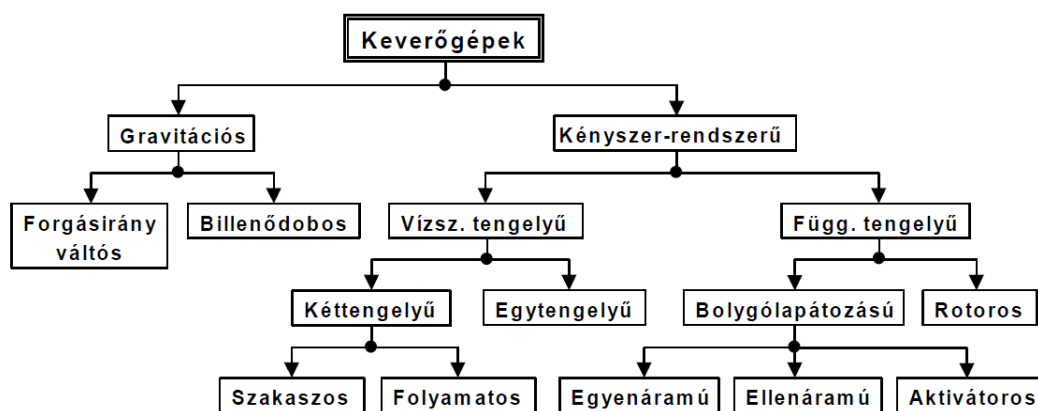 Keverőgépek
Gravitációs
Kényszer-rendszerű
Forgásirány
váltós
Billenődobos
Vízsz. tengelyű
Függ. tengelyű
Kéttengelyű
Egytengelyű
Bolygólapátozású
Rotoros
Szakaszos
Folyamatos
Egyenáramú
Ellenáramú
Aktivátoros